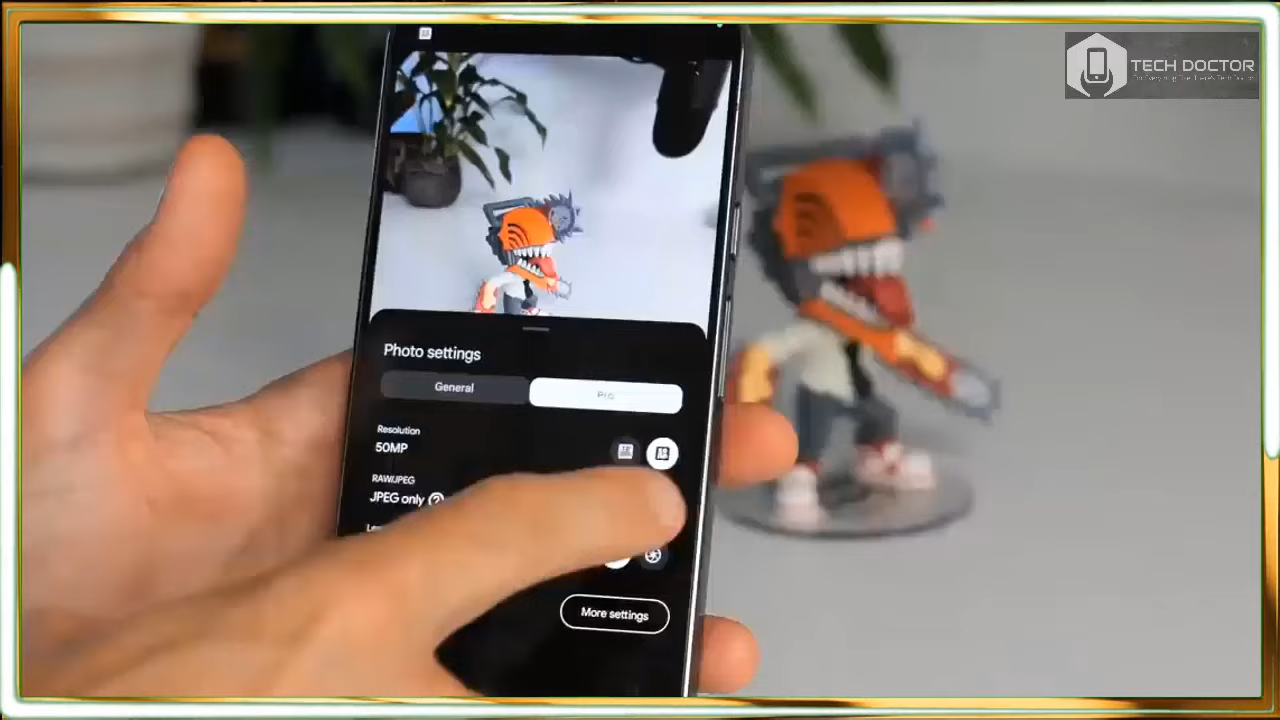 TECH DOCTOR
Photo settings
General
Pro
Resolution
50MP
RAW/JPEG
JPEG only
More settings